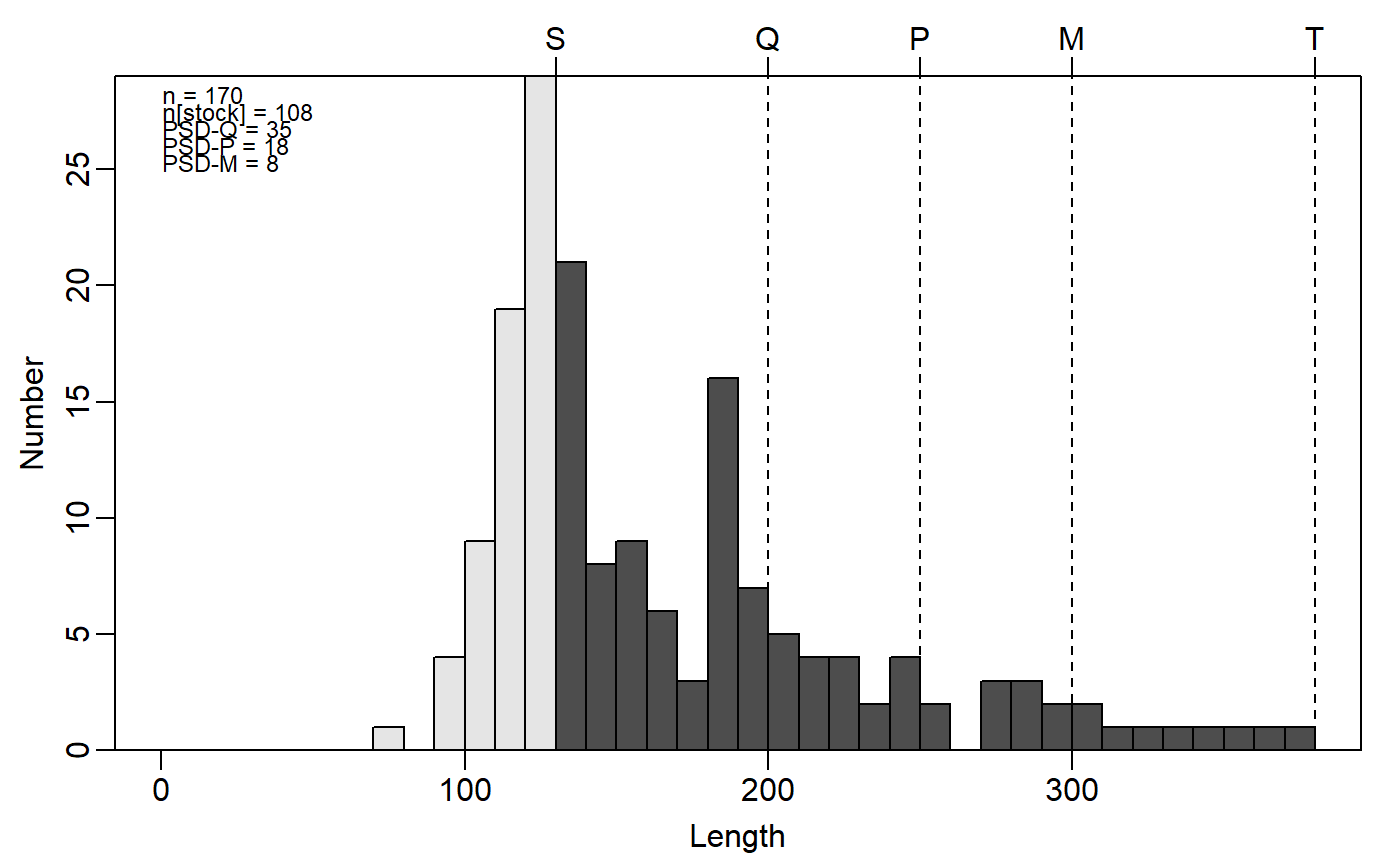 S Q P M T
n = 170
n[stock] = 108
PSD-Q = 35
PSD-P = 18
PSD-M = 8
25
20
15
10
5
0
Number
0 100 200 300
Length